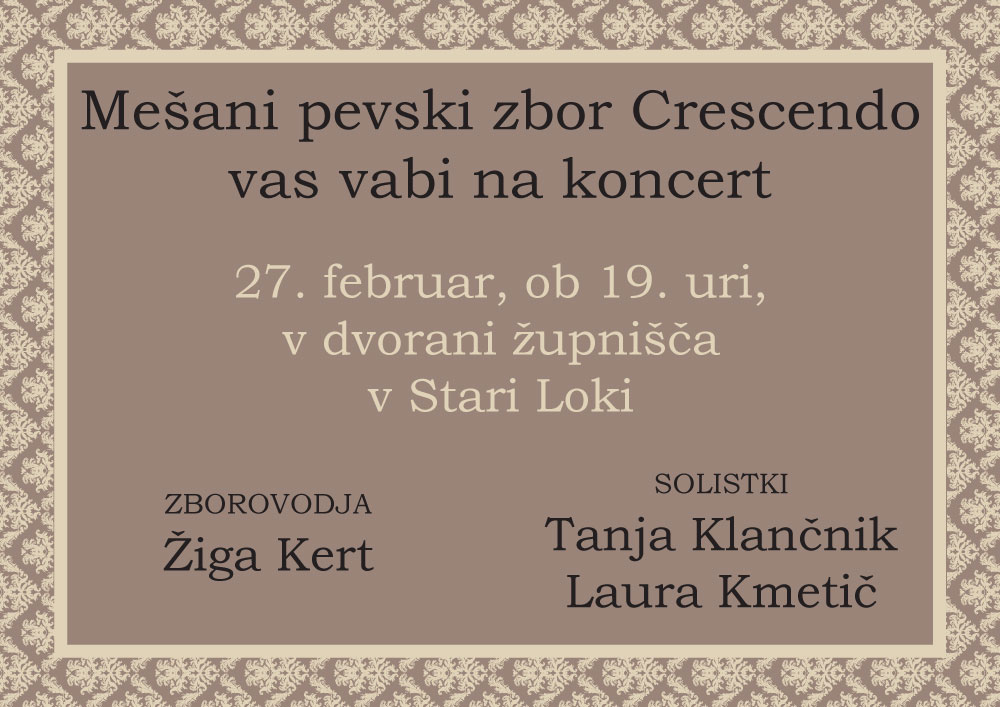 Mešani pevski zbor Crescendo
vas vabi na koncert
27. februar, ob 19. uri,
v dvorani župnišča
v Stari Loki
ZBOROVODJA
Žiga Kert
SOLISTKI
Tanja Klančnik
Laura Kmetič